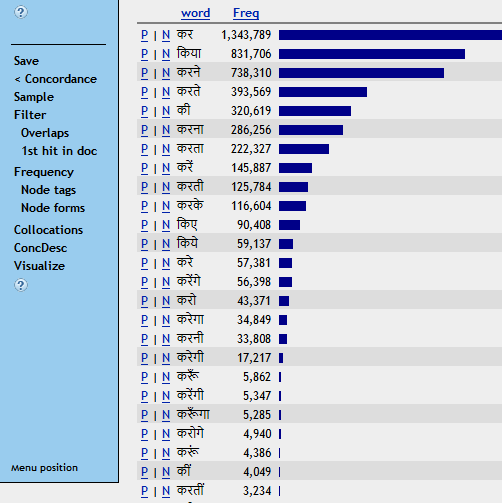 word Freq
Save
< Concordance
Sample
Filter
Overlaps
1st hit in doc
Frequency
Node tags
Node forms
Collocations
ConcDesc
Visualize
?
Menu position
P | N कर 1,343,789
P | N किया 831,706
P | N करने 738,310
P | N करते 393,569
P | N की 320,619
P | N करना 286,256
P | N करता 222,327
P | N करें 145,887
P | N करती 125,784
P | N करके 116,604
P | N किए 90,408
P | N किये 59,137
P | N करे 57,381
P | N करेंगे 56,398
P | N करो 43,371
P | N करेगा 34,849
P | N करनी 33,808
P | N करेगी 17,217
P | N करूँ 5,862
P | N करेंगी 5,347
P | N करूँगा 5,285
P | N करोगे 4,940
P | N करूं 4,386
P | N कीं 4,049
P | N करतीं 3,234